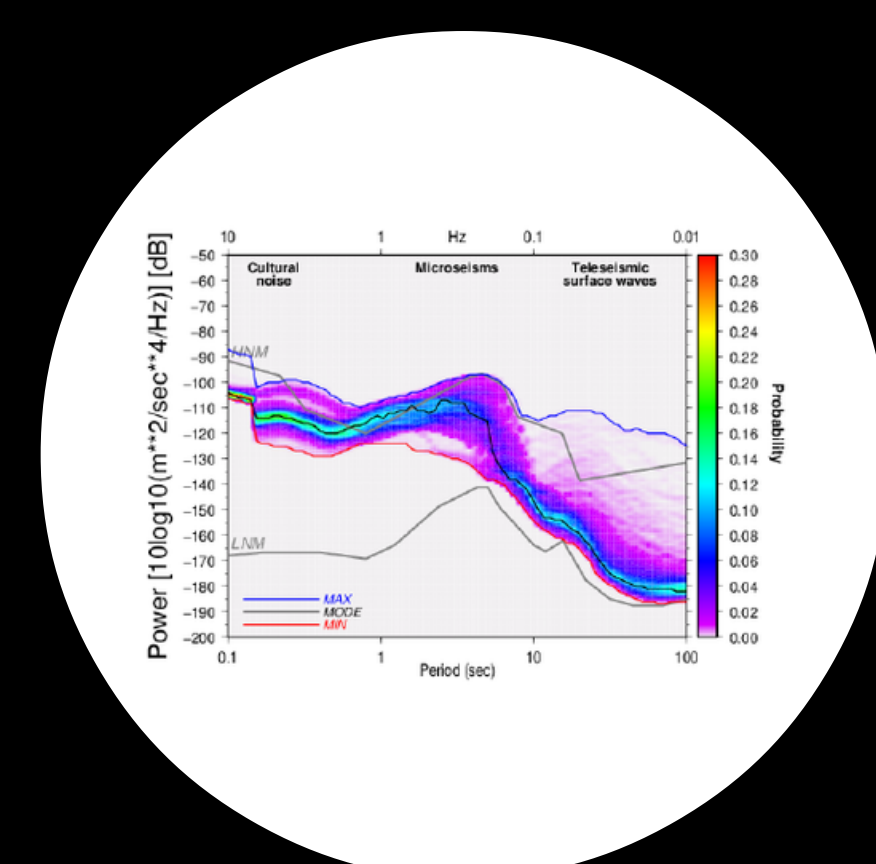 10 1 Hz 0.1 0.01
Cultural
noise
Microseisms
Teleseismic
surface waves
Power [10log10(m**2/sec**4/Hz)] [dB]
−50
−60
−70
−80
−90
−100
−110
−120
−130
−140
−150
−160
−170
−180
−190
−200
HNM
LNM
MAX
MODE
MIN
0.1 1 10 100
Period (sec)
0.30
0.28
0.26
0.24
0.22
0.20
0.18
0.16
0.14
0.12
0.10
0.08
0.06
0.04
0.02
0.00
Probability